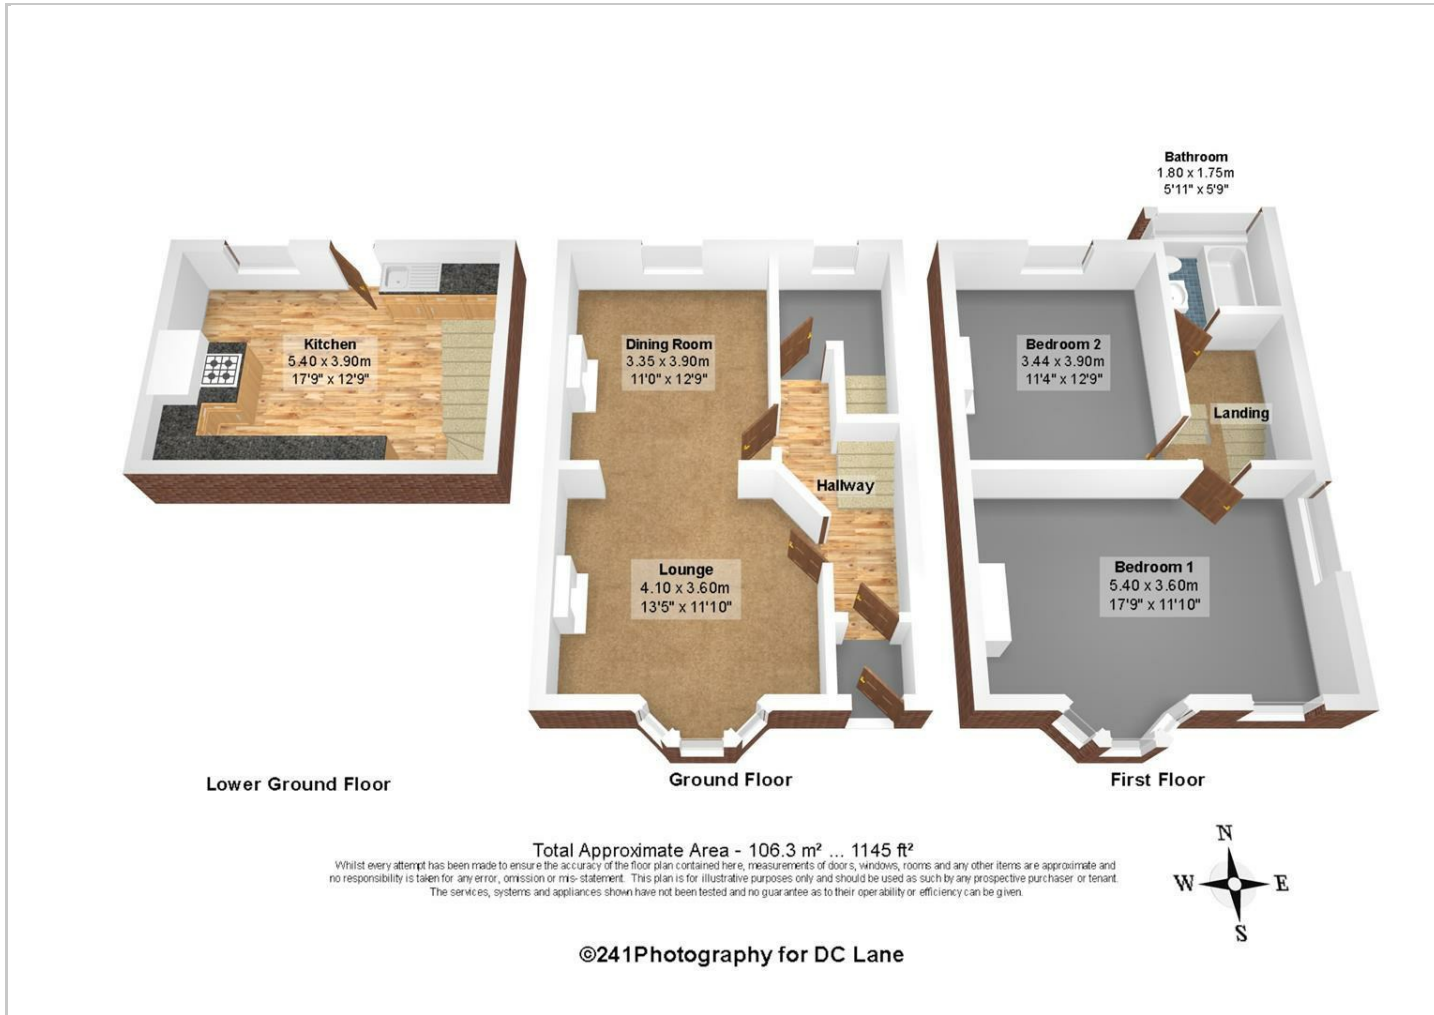 Bathroom
1.80 x 1.75m
5'11" x 5'9"
Kitchen
5.40 x 3.90m
17'9" x 12'9"
Dining Room
3.35 x 3.90m
11'0" x 12'9"
Bedroom 2
3.44 x 3.90m
11'4" x 12'9"
Landing
Hallway
Lounge
4.10 x 3.60m
13'5" x 11'10"
Bedroom 1
5.40 x 3.60m
17'9" x 11'10"
Lower Ground Floor
Ground Floor
First Floor
Total Approximate Area - 106.3 m² ... 1145 ft²
Whilst every attempt has been made to ensure the accuracy of the floor plan contained here, measurements of doors, windows, rooms and any other items are approximate and
no responsibility is taken for any error, omission or mis-statement. This plan is for illustrative purposes only and should be used as such by any prospective purchaser or tenant.
The services, systems and appliances shown have not been tested and no guarantee as to their operability or efficiency can be given.
N
W E
S
©241Photography for DC Lane